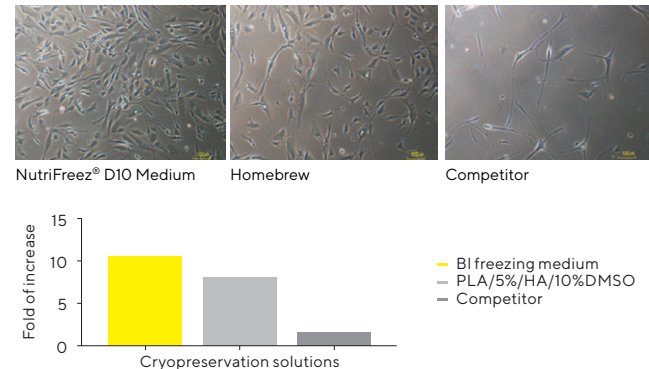 NutriFreez® D10 Medium
Homebrew
Competitor
Fold of increase
15
10
5
0
Cryopreservation solutions
BI freezing medium
PLA/5%/HA/10%DMSO
Competitor